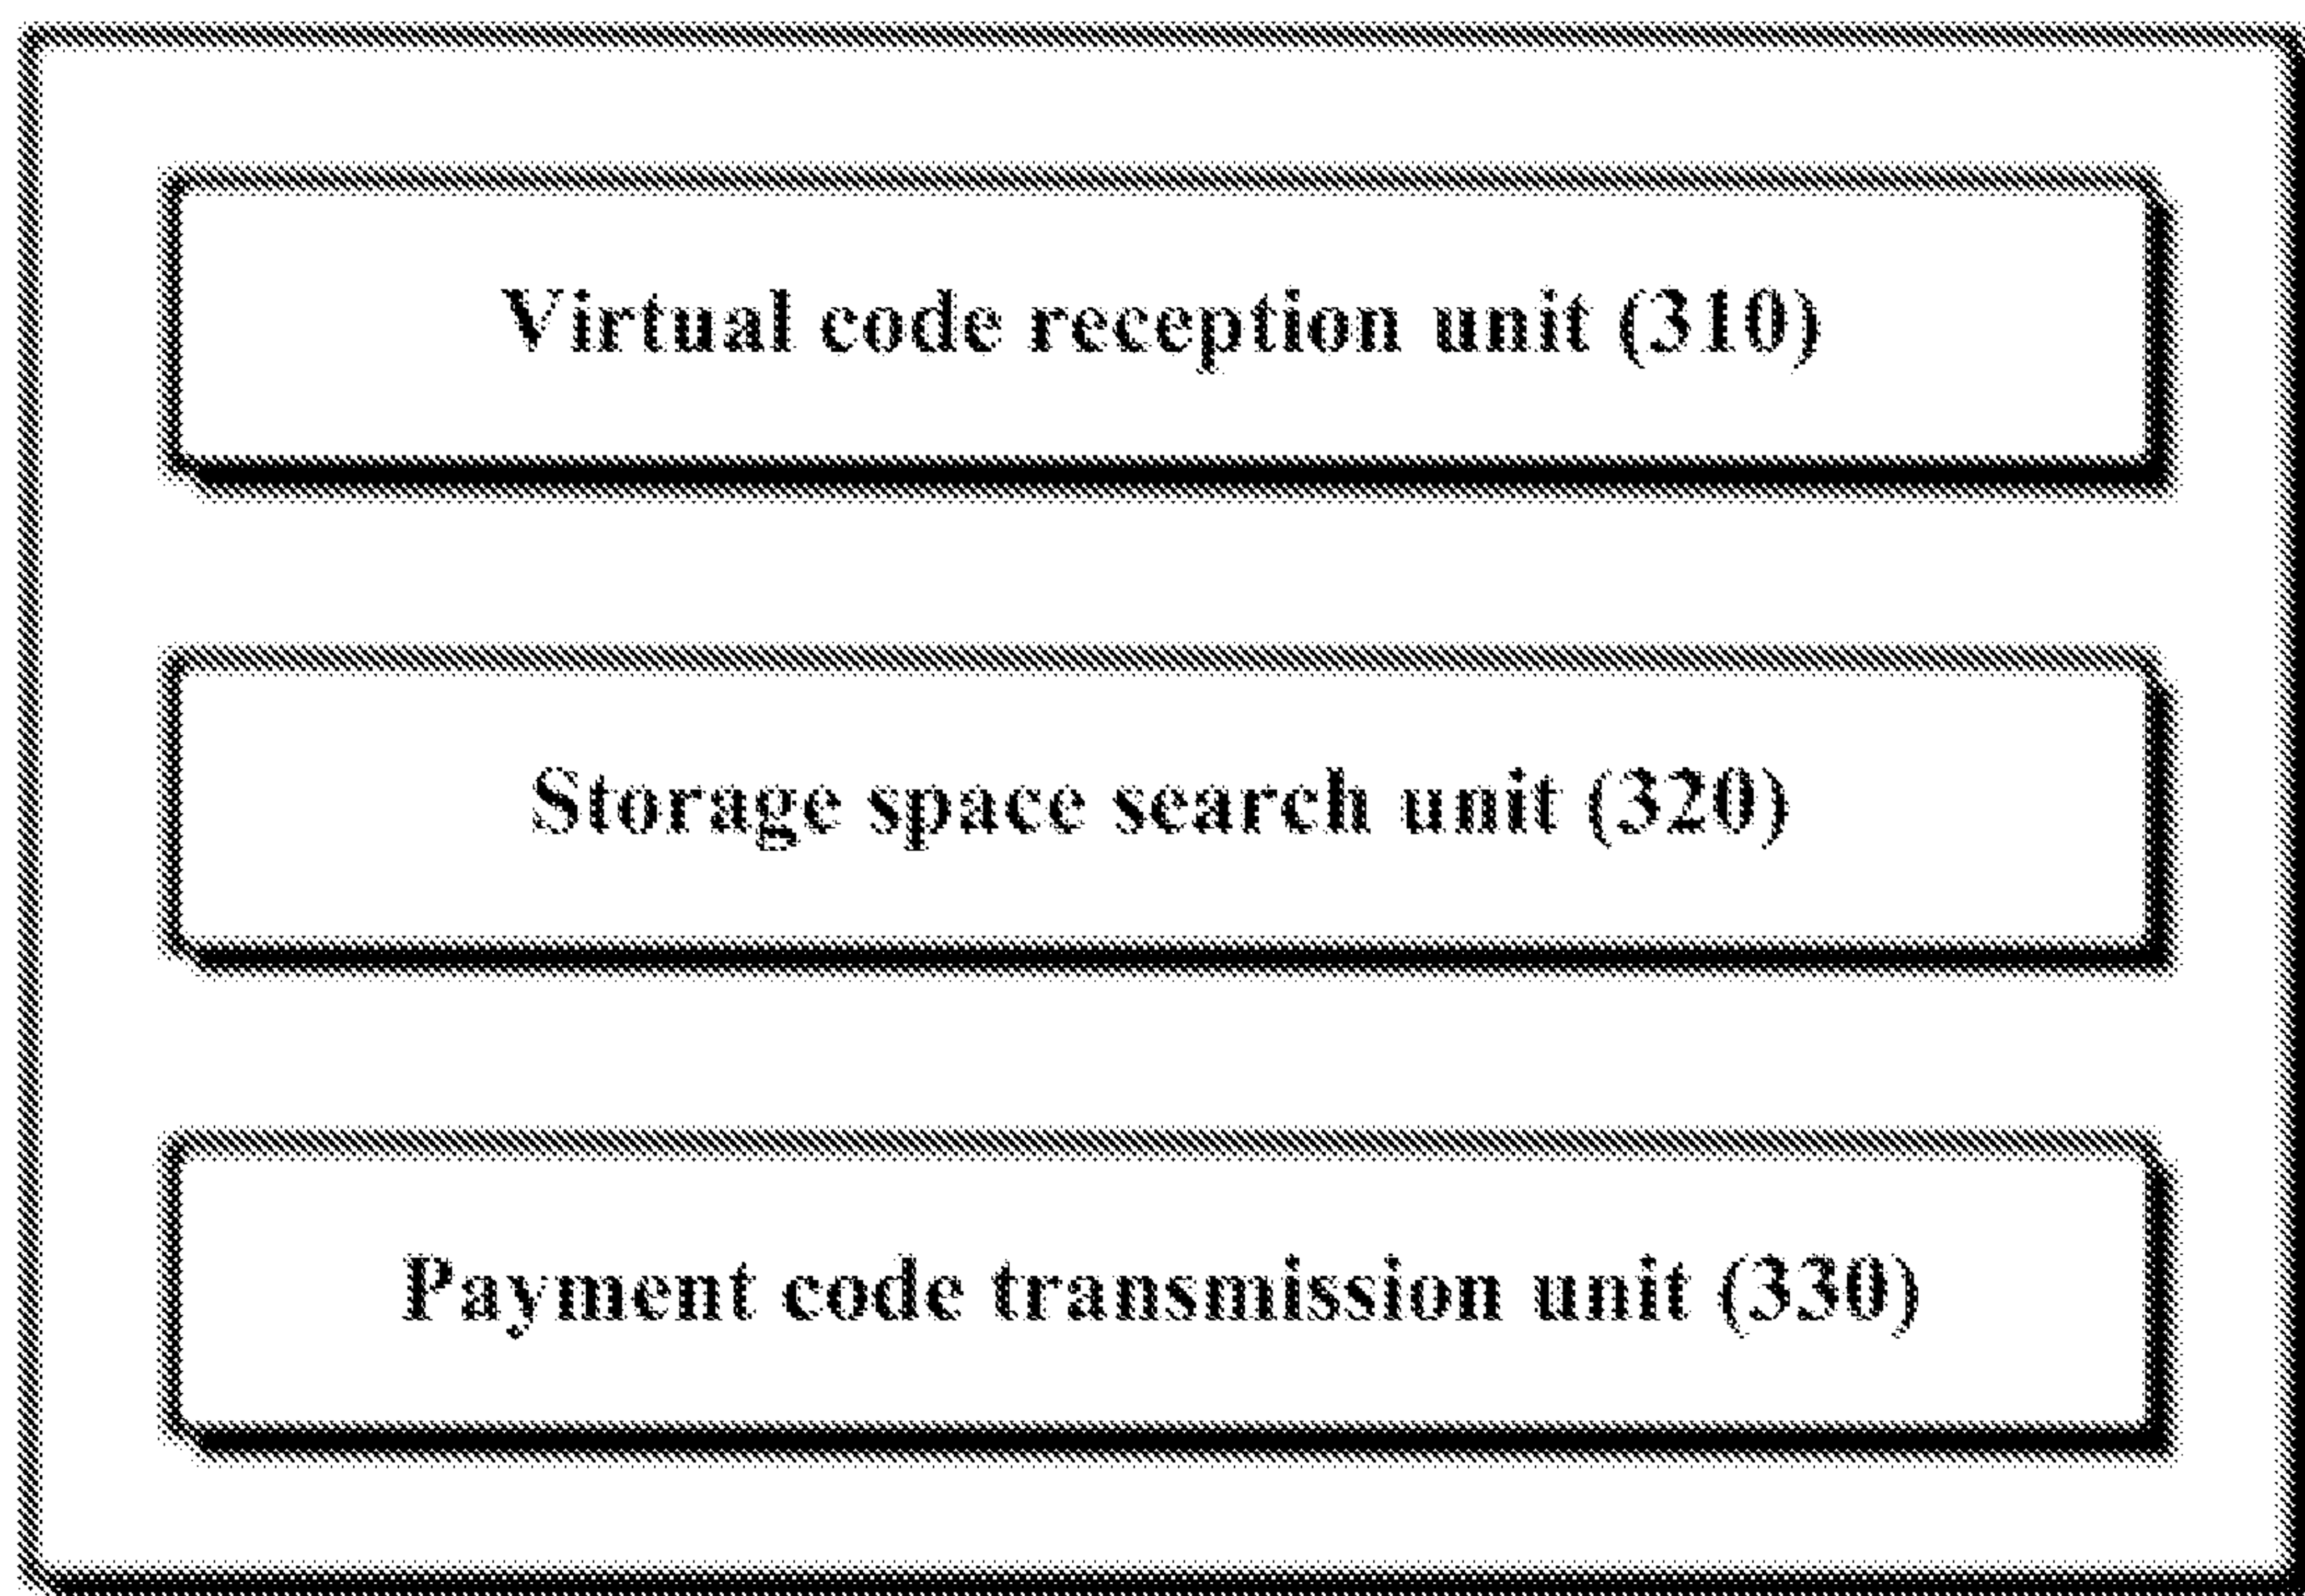 Virtual code reception unit (310)
Storage space search unit (320)
Payment code transmission unit (330)